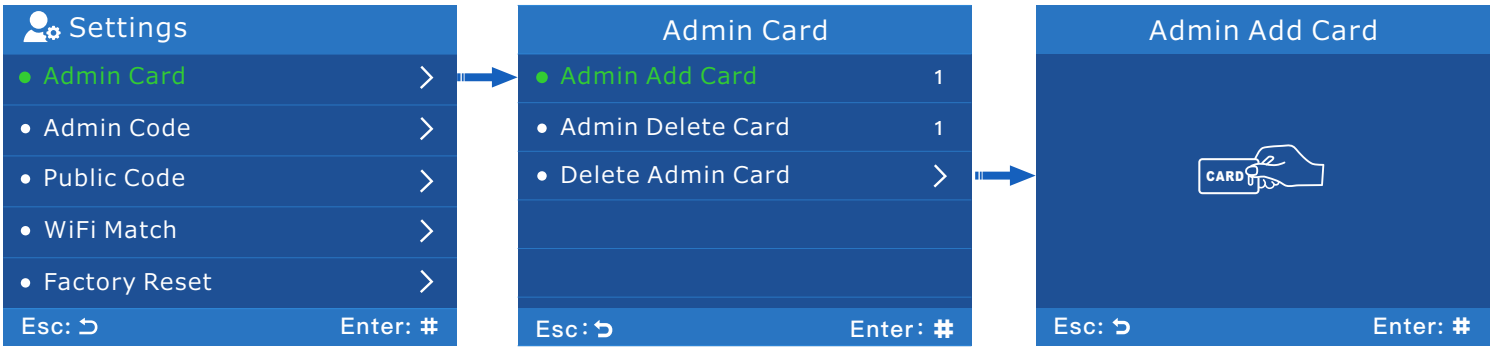 Settings
Admin Card
Admin Code
Public Code
WiFi Match
Factory Reset
Esc: Enter: #
Admin Card
Admin Add Card 1
Admin Delete Card 1
Delete Admin Card
Esc: Enter: #
Admin Add Card
CARD
Esc: Enter: #